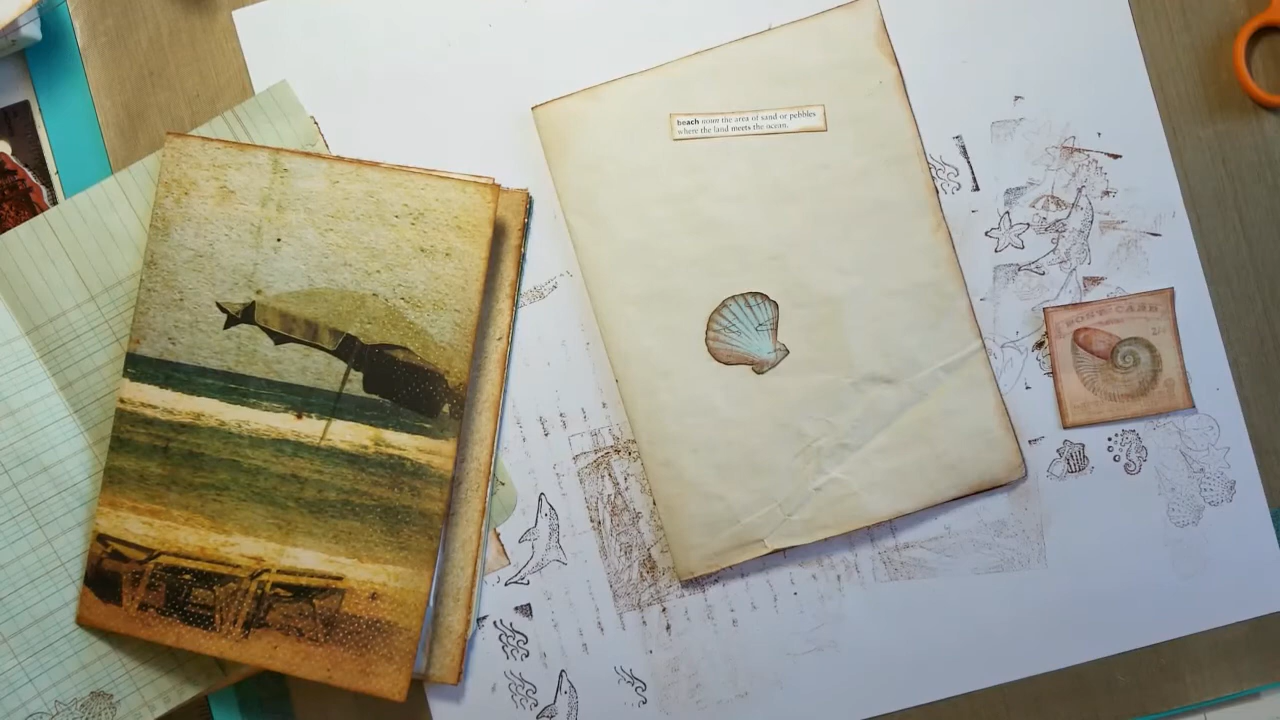 beach noun the area of sand or pebbles
where the land meets the ocean.
POST CARD